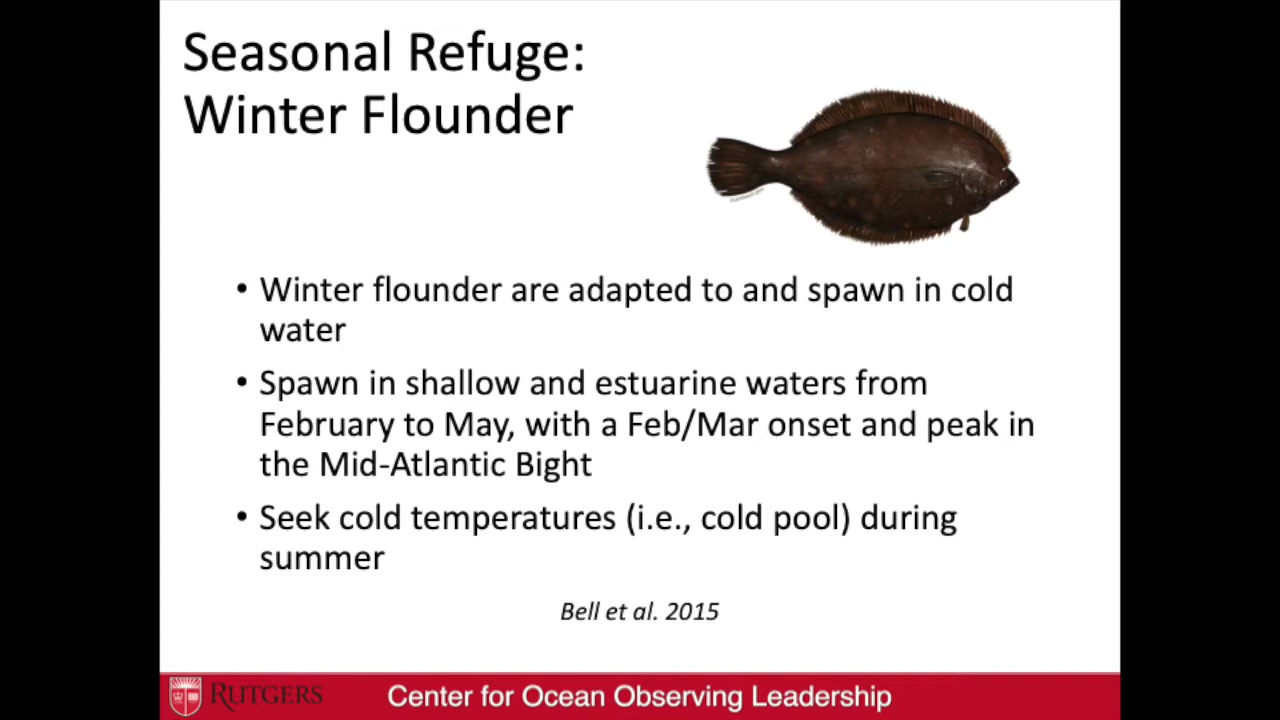 Seasonal Refuge:
Winter Flounder
• Winter flounder are adapted to and spawn in cold
water
• Spawn in shallow and estuarine waters from
February to May, with a Feb/Mar onset and peak in
the Mid-Atlantic Bight
• Seek cold temperatures (i.e., cold pool) during
summer
Bell et al. 2015
RUTGERS
Center for Ocean Observing Leadership